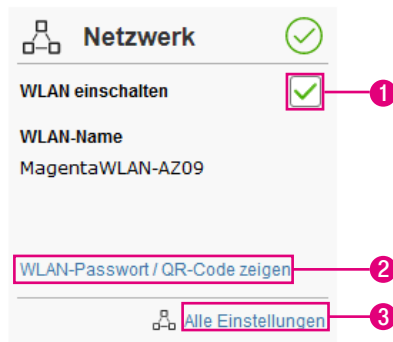 Netzwerk
WLAN einschalten
1
WLAN-Name
MagentaWLAN-AZ09
WLAN-Passwort / QR-Code zeigen
2
Alle Einstellungen
3